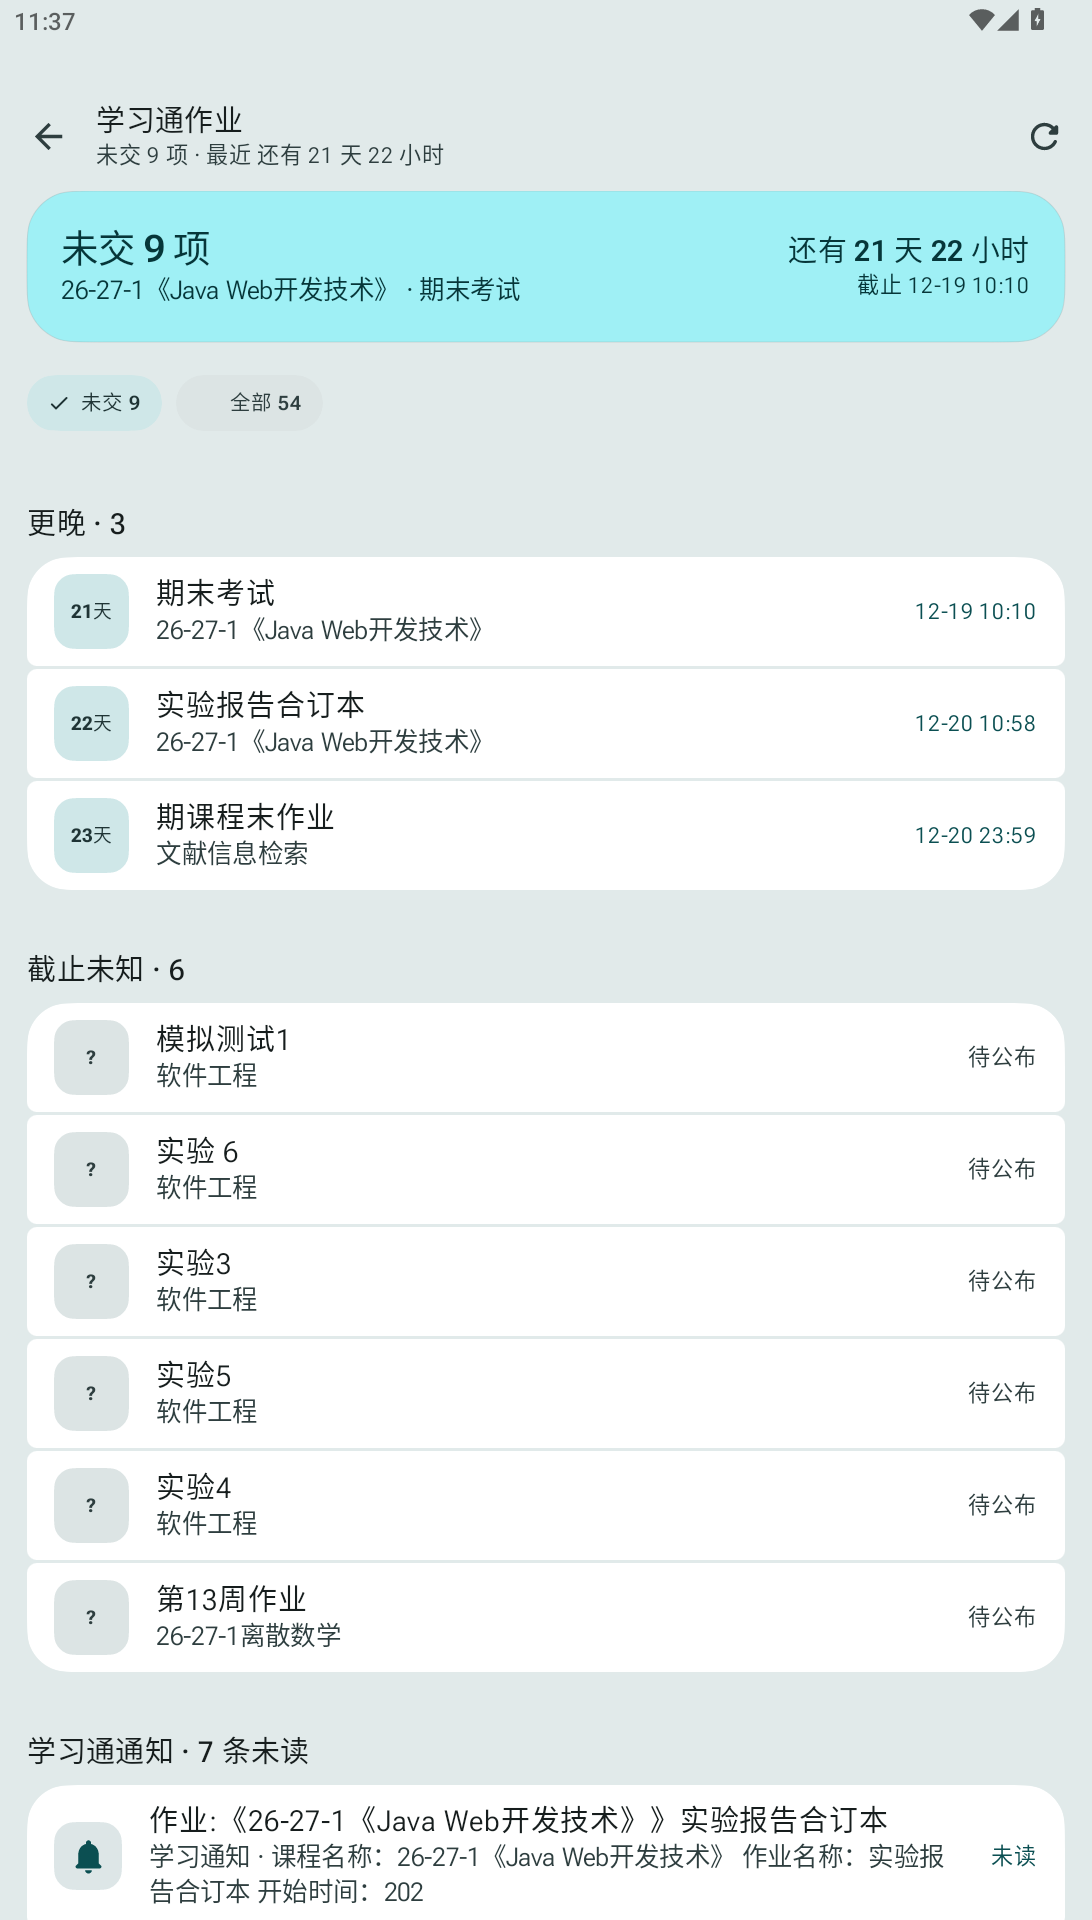 11:37
学习通作业
未交 9 项 · 最近 还有 21 天 22 小时
未交 9 项
26-27-1《Java Web开发技术》 · 期末考试
还有 21 天 22 小时
截止 12-19 10:10
未交 9
全部 54
更晚 · 3
21天
期末考试
26-27-1《Java Web开发技术》
12-19 10:10
22天
实验报告合订本
26-27-1《Java Web开发技术》
12-20 10:58
23天
期课程末作业
文献信息检索
12-20 23:59
截止未知 · 6
?
模拟测试1
软件工程
待公布
?
实验 6
软件工程
待公布
?
实验3
软件工程
待公布
?
实验5
软件工程
待公布
?
实验4
软件工程
待公布
?
第13周作业
26-27-1离散数学
待公布
学习通通知 · 7 条未读
作业:《26-27-1《Java Web开发技术》》实验报告合订本
学习通知 · 课程名称：26-27-1《Java Web开发技术》 作业名称：实验报
告合订本 开始时间：202
未读